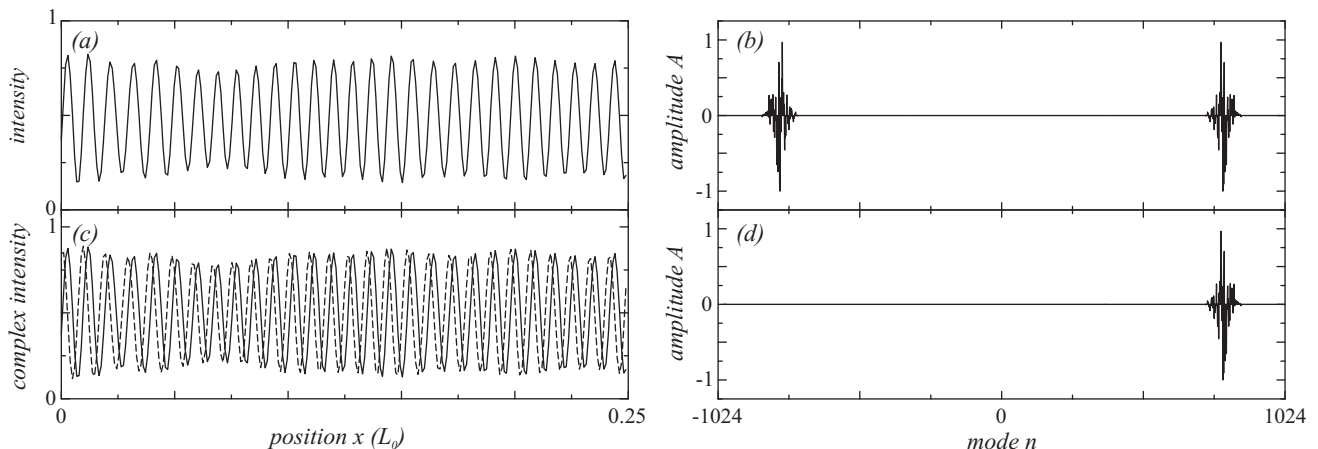 1
(a)
intensity
0
1
(c)
complex intensity
0
0
0.25
position x (L₀)
(b)
1
amplitude A
0
-1
(d)
1
amplitude A
0
-1
-1024
0
1024
mode n